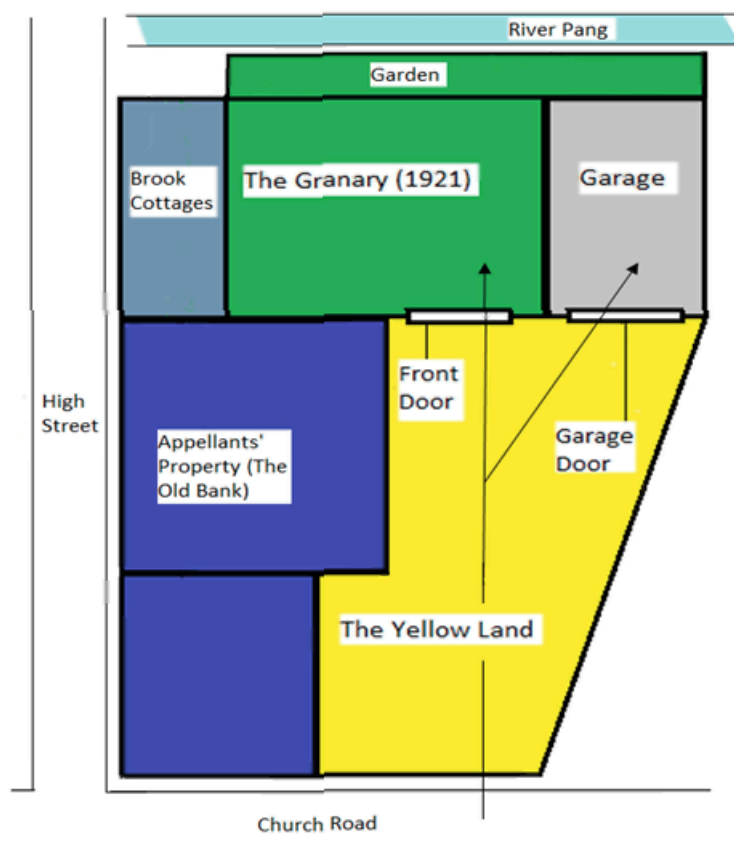 River Pang
Garden
Brook
Cottages
The Granary (1921)
Garage
High
Street
Front
Door
Garage
Door
Appellants'
Property (The
Old Bank)
The Yellow Land
Church Road